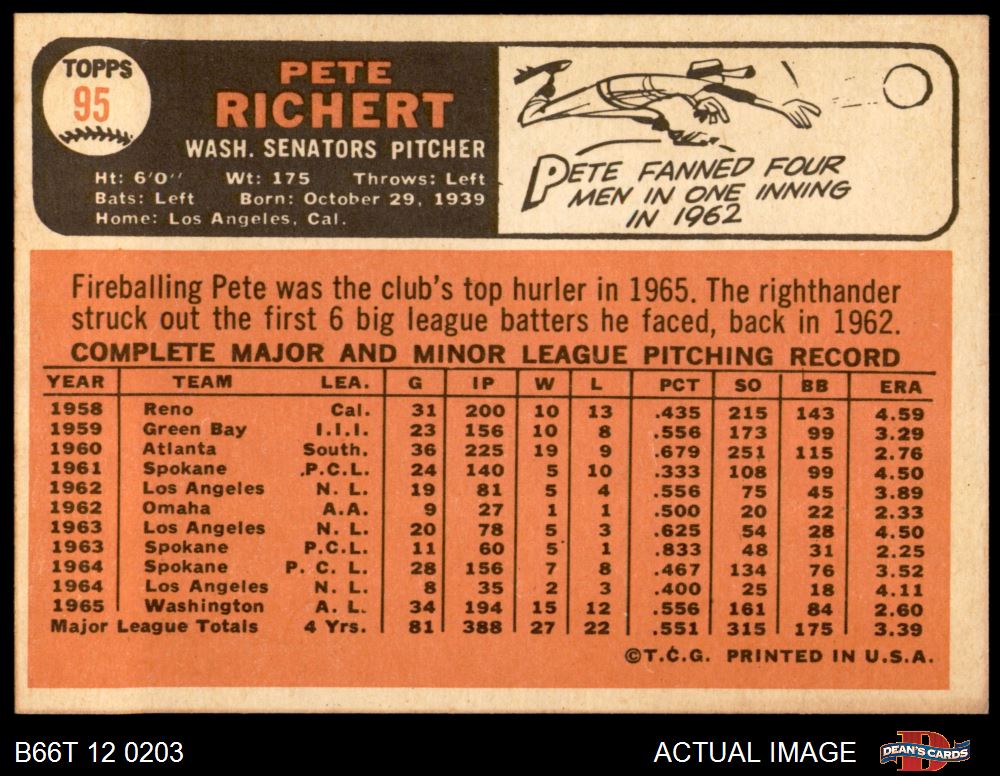 TOPPS
95
PETE
RICHERT
WASH. SENATORS PITCHER
Ht: 6'0'' Wt: 175 Throws: Left
Bats: Left Born: October 29, 1939
Home: Los Angeles, Cal.
PETE FANNED FOUR
MEN IN ONE INNING
IN 1962
Fireballing Pete was the club's top hurler in 1965. The righthander
struck out the first 6 big league batters he faced, back in 1962.
COMPLETE MAJOR AND MINOR LEAGUE PITCHING RECORD
YEAR TEAM LEA. G IP W L PCT SO BB ERA
1958 Reno Cal. 31 200 10 13 .435 215 143 4.59
1959 Green Bay I.I.I. 23 156 10 8 .556 173 99 3.29
1960 Atlanta South. 36 225 19 9 .679 251 115 2.76
1961 Spokane .P.C.L. 24 140 5 10 .333 108 99 4.50
1962 Los Angeles N. L. 19 81 5 4 .556 75 45 3.89
1962 Omaha A.A. 9 27 1 1 .500 20 22 2.33
1963 Los Angeles N. L. 20 78 5 3 .625 54 28 4.50
1963 Spokane P.C.L. 11 60 5 1 .833 48 31 2.25
1964 Spokane P. C. L. 28 156 7 8 .467 134 76 3.52
1964 Los Angeles N. L. 8 35 2 3 .400 25 18 4.11
1965 Washington A. L. 34 194 15 12 .556 161 84 2.60
Major League Totals 4 Yrs. 81 388 27 22 .551 315 175 3.39
©T.C.G. PRINTED IN U.S.A.
B66T 12 0203
ACTUAL IMAGE
D
DEAN'S CARDS